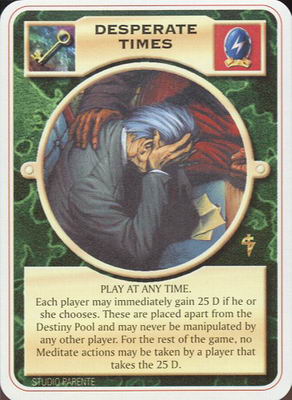 DESPERATE
TIMES
PLAY AT ANY TIME.
Each player may immediately gain 25 D if he or
she chooses. These are placed apart from the
Destiny Pool and may never be manipulated by
any other player. For the rest of the game, no
Meditate actions may be taken by a player that
takes the 25 D.
STUDIO PARENTE